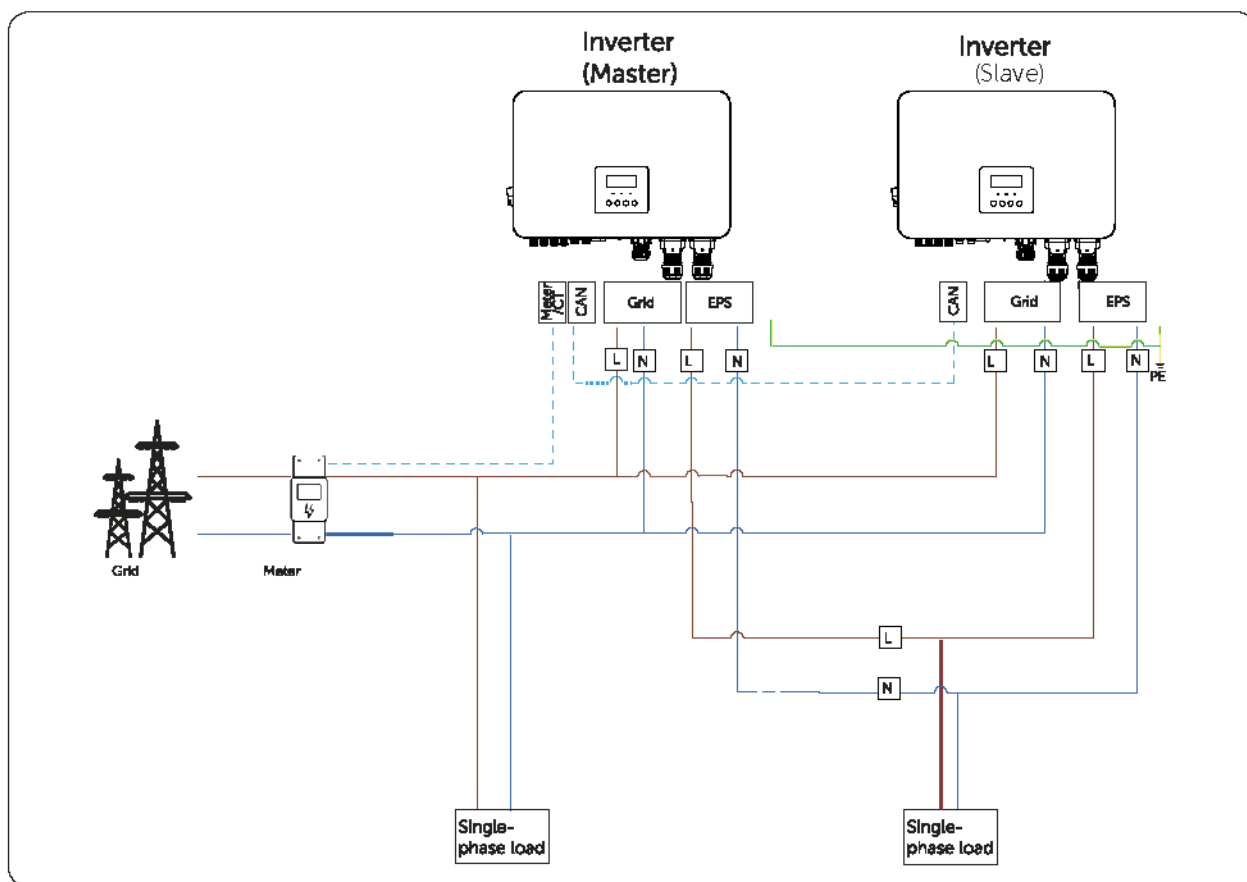 Inverter
(Master)
Inverter
(Slave)
Meter
/CT
CAN
Grid
EPS
CAN
Grid
EPS
L
N
L
N
L
N
L
N
PE
Grid
Meter
L
N
Single-
phase load
Single-
phase load